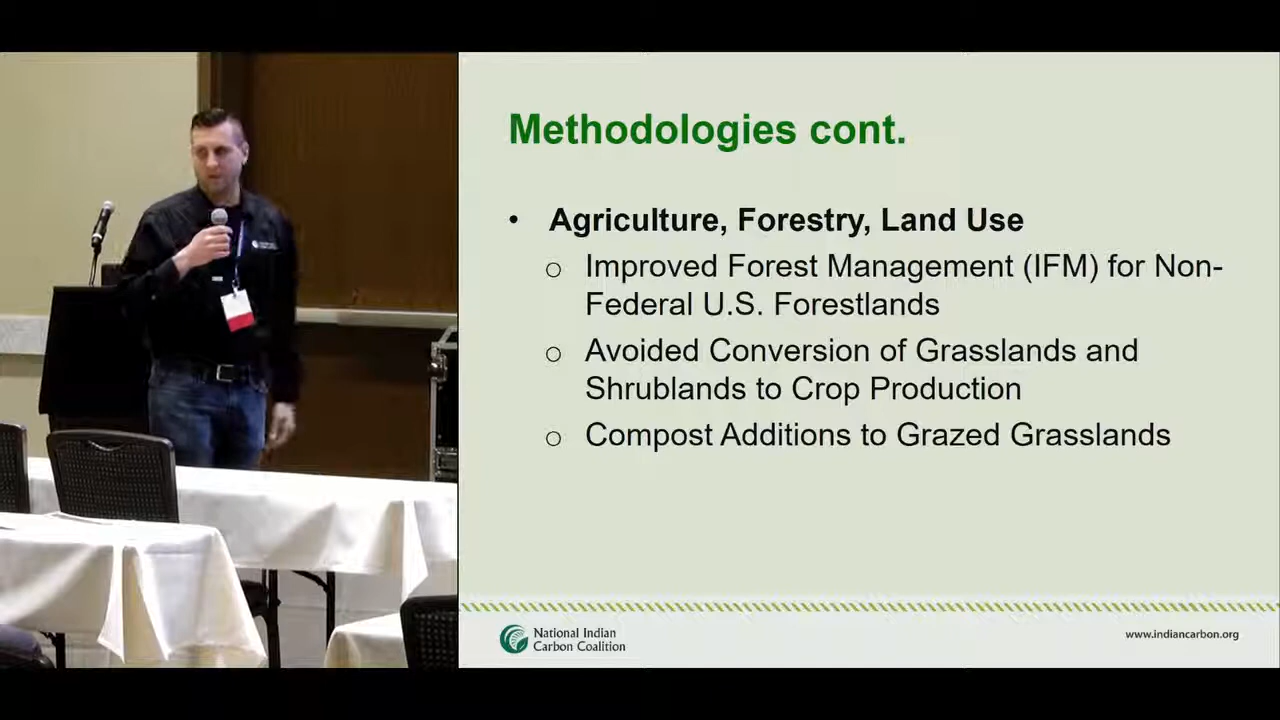 Methodologies cont.
• Agriculture, Forestry, Land Use
o Improved Forest Management (IFM) for Non-
Federal U.S. Forestlands
o Avoided Conversion of Grasslands and
Shrublands to Crop Production
o Compost Additions to Grazed Grasslands
National Indian
Carbon Coalition
www.indiancarbon.org